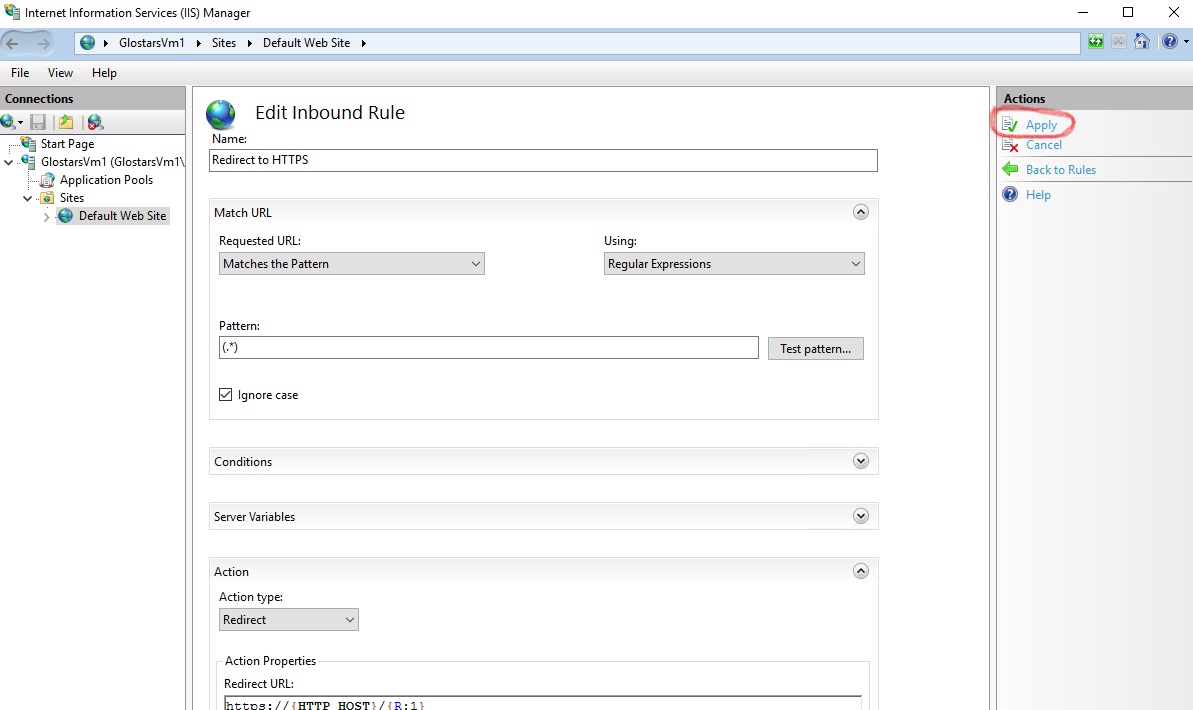 Internet Information Services (IIS) Manager
GlostarsVm1 Sites Default Web Site
File View Help
Connections
Start Page
GlostarsVm1 (GlostarsVm1\
Application Pools
Sites
Default Web Site
Edit Inbound Rule
Name:
Redirect to HTTPS
Match URL
Requested URL: Using:
Matches the Pattern Regular Expressions
Pattern:
(.*)
Test pattern...
Ignore case
Conditions
Server Variables
Action
Action type:
Redirect
Action Properties
Redirect URL:
https://{HTTP_HOST}/{R:1}
Actions
Apply
Cancel
Back to Rules
Help